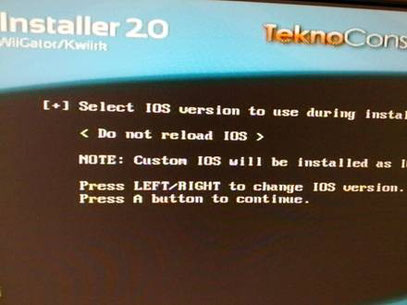 Installer 2.0
WiiGator/Kwiirk
TeknoCons
[+] Select IOS version to use during instal
< Do not reload IOS >
NOTE: Custom IOS will be installed as
Press LEFT/RIGHT to change IOS version.
Press A button to continue.